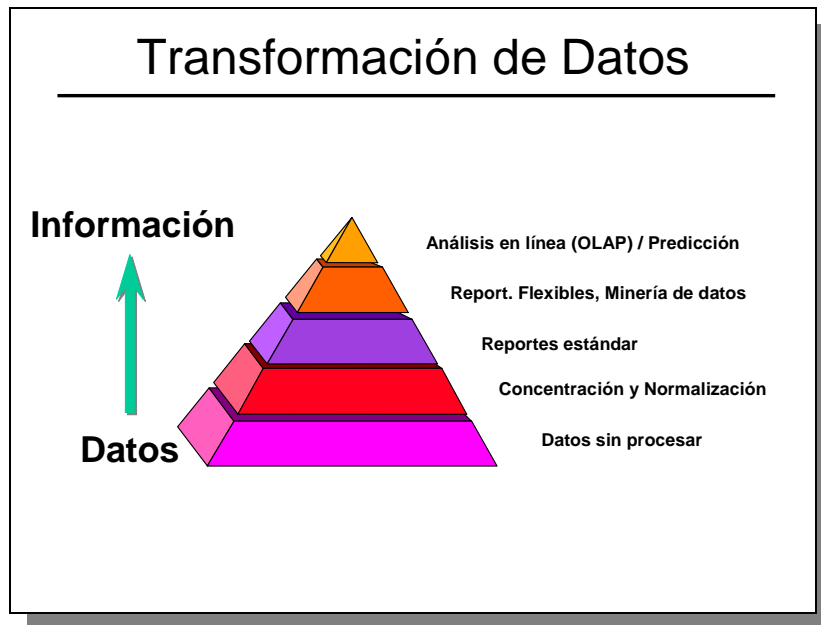 Transformación de Datos
Información
Análisis en línea (OLAP) / Predicción
Report. Flexibles, Minería de datos
Reportes estándar
Concentración y Normalización
Datos
Datos sin procesar